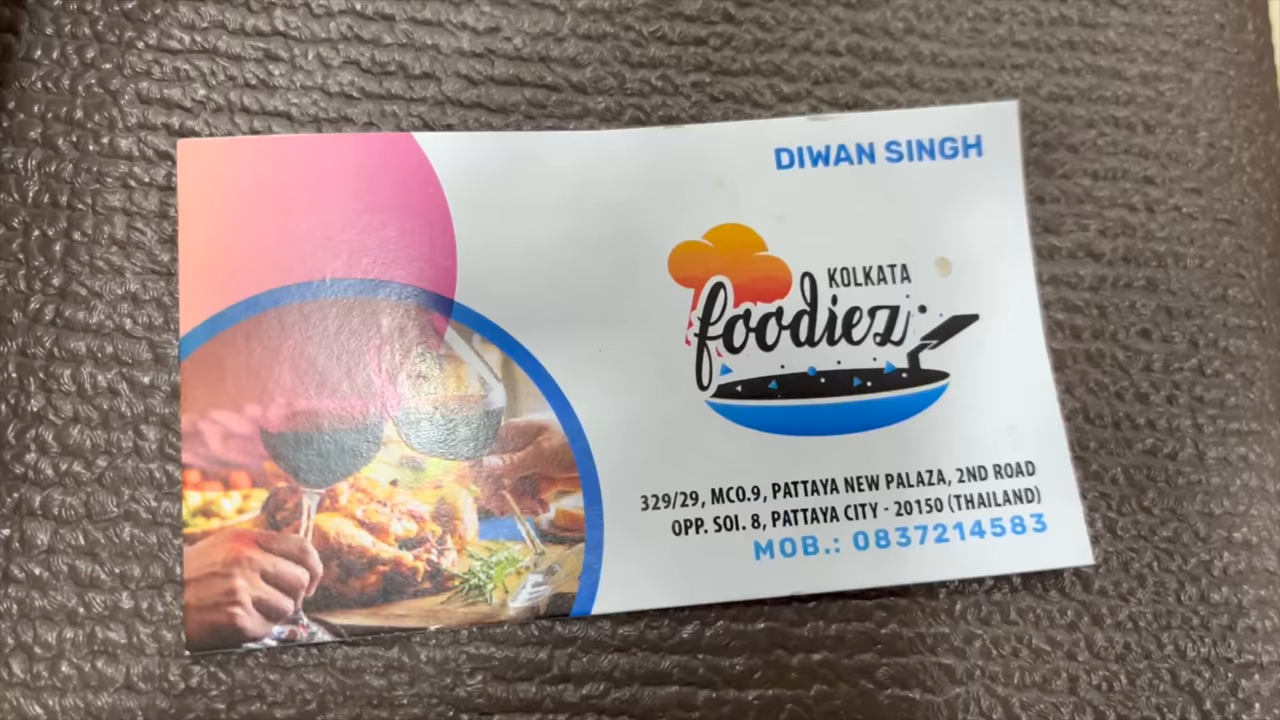 DIWAN SINGH
KOLKATA
foodiez
329/29, MCO.9, PATTAYA NEW PALAZA, 2ND ROAD
OPP. SOI. 8, PATTAYA CITY - 20150 (THAILAND)
MOB.: 0837214583